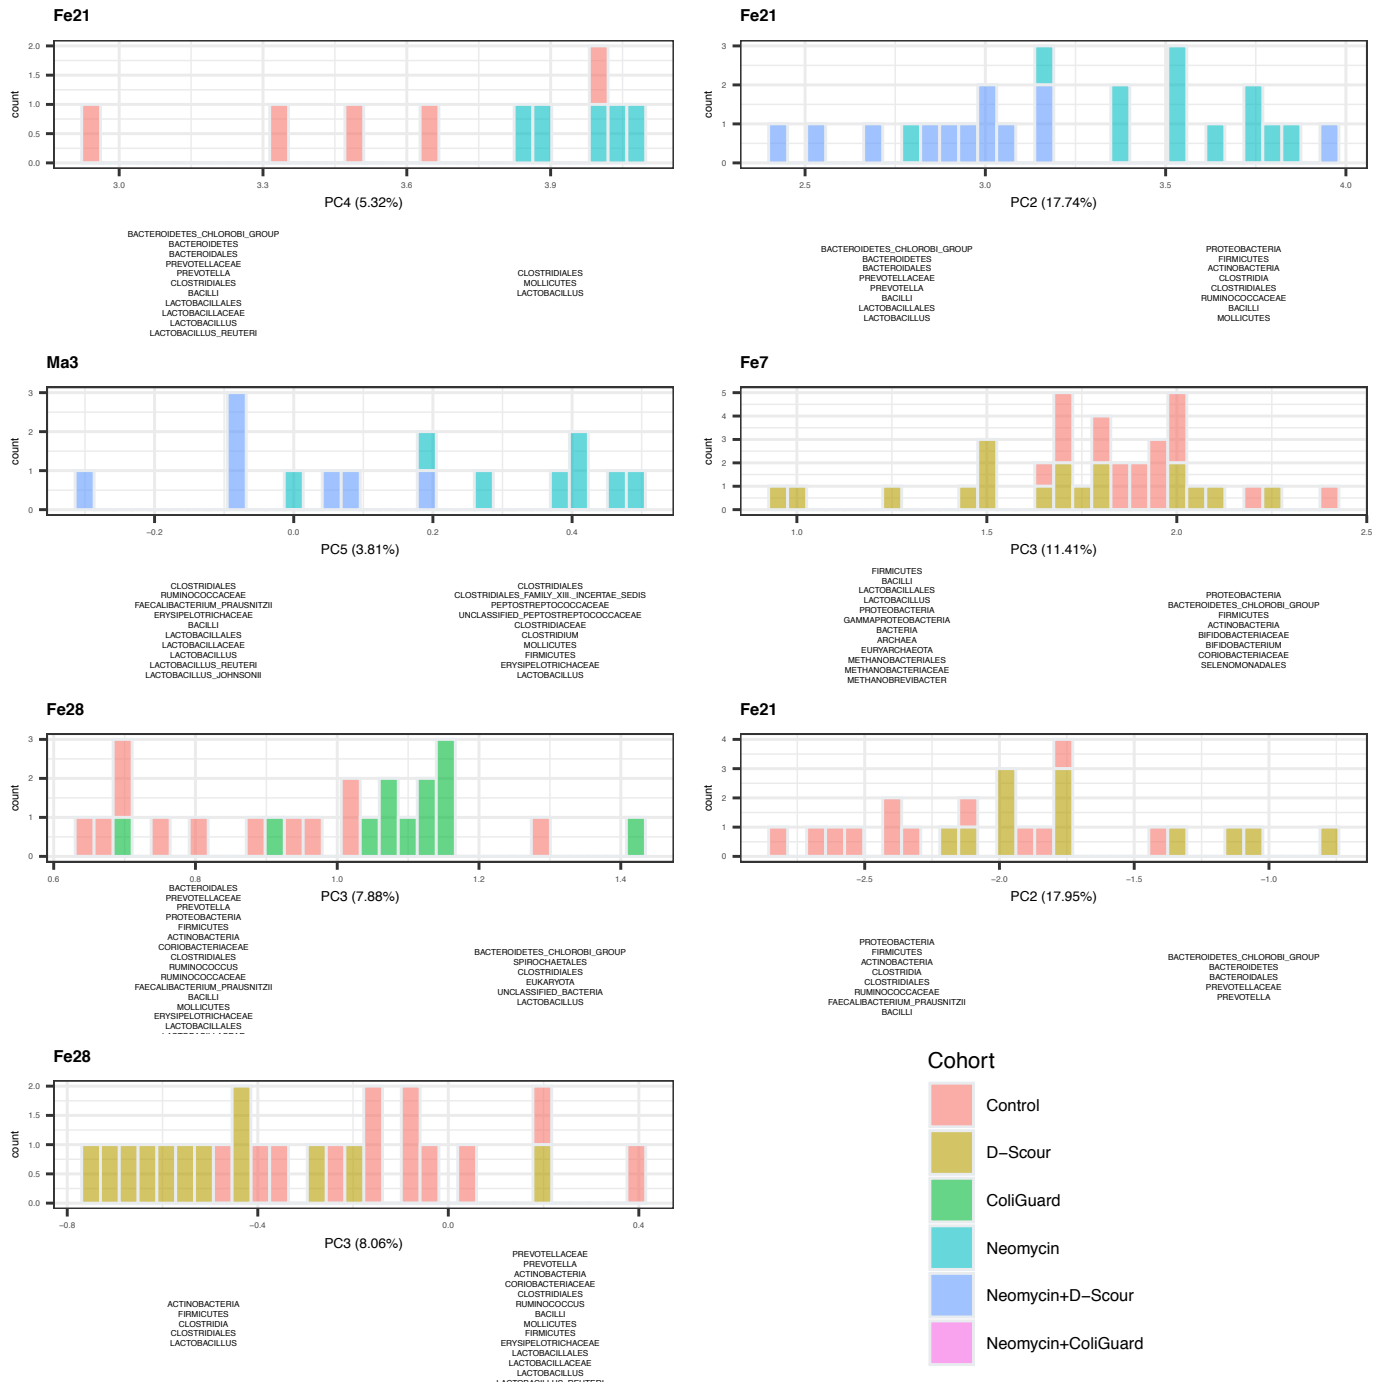 Fe21
2.0
1.5
1.0
0.5
0.0
count
3.0
3.3
3.6
3.9
PC4 (5.32%)
BACTEROIDETES_CHLOROBI_GROUP
BACTEROIDETES
BACTEROIDALES
PREVOTELLACEAE
PREVOTELLA
CLOSTRIDIALES
BACILLI
LACTOBACILLALES
LACTOBACILLACEAE
LACTOBACILLUS
LACTOBACILLUS_REUTERI
CLOSTRIDIALES
MOLLICUTES
LACTOBACILLUS
Fe21
3
2
1
0
count
2.5
3.0
3.5
4.0
PC2 (17.74%)
BACTEROIDETES_CHLOROBI_GROUP
BACTEROIDETES
BACTEROIDALES
PREVOTELLACEAE
PREVOTELLA
BACILLI
LACTOBACILLALES
LACTOBACILLUS
PROTEOBACTERIA
FIRMICUTES
ACTINOBACTERIA
CLOSTRIDIA
CLOSTRIDIALES
RUMINOCOCCACEAE
BACILLI
MOLLICUTES
Ma3
3
2
1
0
count
−0.2
0.0
0.2
0.4
PC5 (3.81%)
CLOSTRIDIALES
RUMINOCOCCACEAE
FAECALIBACTERIUM_PRAUSNITZII
ERYSIPELOTRICHACEAE
BACILLI
LACTOBACILLALES
LACTOBACILLACEAE
LACTOBACILLUS
LACTOBACILLUS_REUTERI
LACTOBACILLUS_JOHNSONII
CLOSTRIDIALES
CLOSTRIDIALES_FAMILY_XIII._INCERTAE_SEDIS
PEPTOSTREPTOCOCCACEAE
UNCLASSIFIED_PEPTOSTREPTOCOCCACEAE
CLOSTRIDIACEAE
CLOSTRIDIUM
MOLLICUTES
FIRMICUTES
ERYSIPELOTRICHACEAE
LACTOBACILLUS
Fe7
5
4
3
2
1
0
count
1.0
1.5
2.0
2.5
PC3 (11.41%)
FIRMICUTES
BACILLI
LACTOBACILLALES
LACTOBACILLUS
PROTEOBACTERIA
GAMMAPROTEOBACTERIA
BACTERIA
ARCHAEA
EURYARCHAEOTA
METHANOBACTERIALES
METHANOBACTERIACEAE
METHANOBREVIBACTER
PROTEOBACTERIA
BACTEROIDETES_CHLOROBI_GROUP
FIRMICUTES
ACTINOBACTERIA
BIFIDOBACTERIACEAE
BIFIDOBACTERIUM
CORIOBACTERIACEAE
SELENOMONADALES
Fe28
3
2
1
0
count
0.6
0.8
1.0
1.2
1.4
PC3 (7.88%)
BACTEROIDALES
PREVOTELLACEAE
PREVOTELLA
PROTEOBACTERIA
FIRMICUTES
ACTINOBACTERIA
CORIOBACTERIACEAE
CLOSTRIDIALES
RUMINOCOCCUS
RUMINOCOCCACEAE
FAECALIBACTERIUM_PRAUSNITZII
BACILLI
MOLLICUTES
ERYSIPELOTRICHACEAE
LACTOBACILLALES
BACTEROIDETES_CHLOROBI_GROUP
SPIROCHAETALES
CLOSTRIDIALES
EUKARYOTA
UNCLASSIFIED_BACTERIA
LACTOBACILLUS
Fe21
4
3
2
1
0
count
−2.5
−2.0
−1.5
−1.0
PC2 (17.95%)
PROTEOBACTERIA
FIRMICUTES
ACTINOBACTERIA
CLOSTRIDIA
CLOSTRIDIALES
RUMINOCOCCACEAE
FAECALIBACTERIUM_PRAUSNITZII
BACILLI
BACTEROIDETES_CHLOROBI_GROUP
BACTEROIDETES
BACTEROIDALES
PREVOTELLACEAE
PREVOTELLA
Fe28
2.0
1.5
1.0
0.5
0.0
count
−0.8
−0.4
0.0
0.4
PC3 (8.06%)
ACTINOBACTERIA
FIRMICUTES
CLOSTRIDIA
CLOSTRIDIALES
LACTOBACILLUS
PREVOTELLACEAE
PREVOTELLA
ACTINOBACTERIA
CORIOBACTERIACEAE
CLOSTRIDIALES
RUMINOCOCCUS
BACILLI
MOLLICUTES
FIRMICUTES
ERYSIPELOTRICHACEAE
LACTOBACILLALES
LACTOBACILLACEAE
LACTOBACILLUS
LACTOBACILLUS_REUTERI
Cohort
Control
D−Scour
ColiGuard
Neomycin
Neomycin+D−Scour
Neomycin+ColiGuard